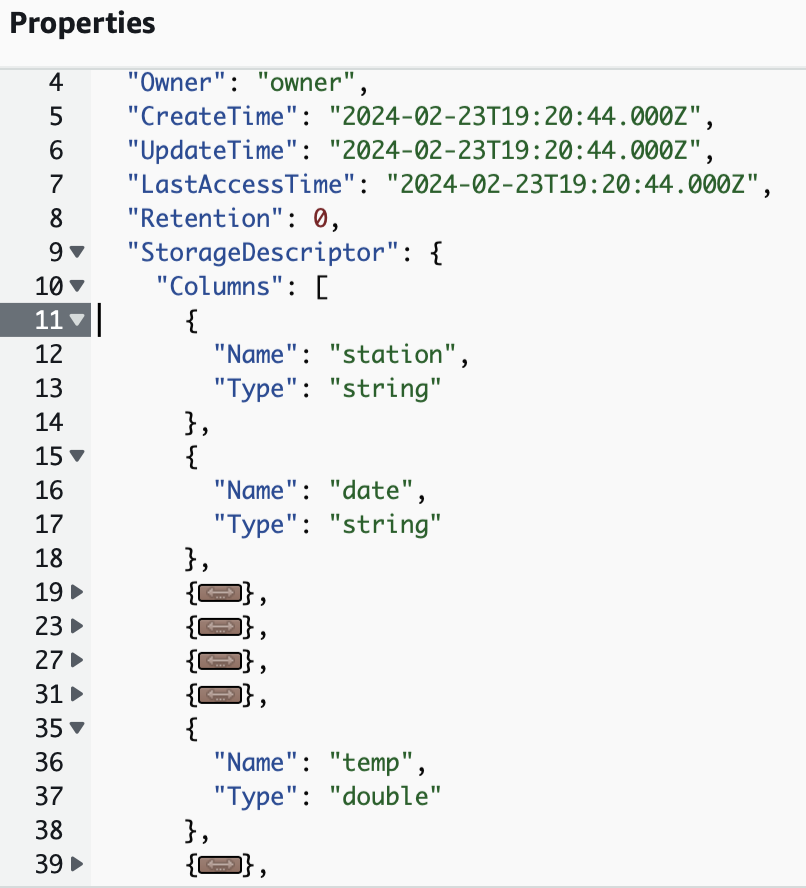 Properties
4 "Owner": "owner",
5 "CreateTime": "2024-02-23T19:20:44.000Z",
6 "UpdateTime": "2024-02-23T19:20:44.000Z",
7 "LastAccessTime": "2024-02-23T19:20:44.000Z",
8 "Retention": 0,
9 "StorageDescriptor": {
10 "Columns": [
11 {
12 "Name": "station",
13 "Type": "string"
14 },
15 {
16 "Name": "date",
17 "Type": "string"
18 },
19 {...},
23 {...},
27 {...},
31 {...},
35 {
36 "Name": "temp",
37 "Type": "double"
38 },
39 {...},